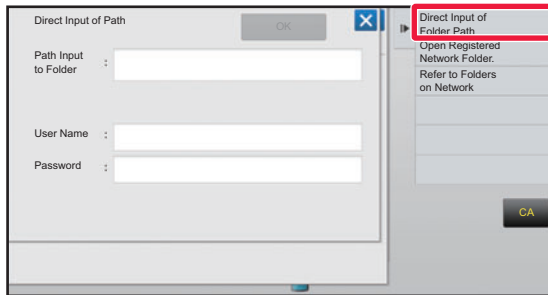 Direct Input of Path
OK
Path Input
to Folder :
User Name :
Password :
Direct Input of
Folder Path
Open Registered
Network Folder.
Refer to Folders
on Network
CA